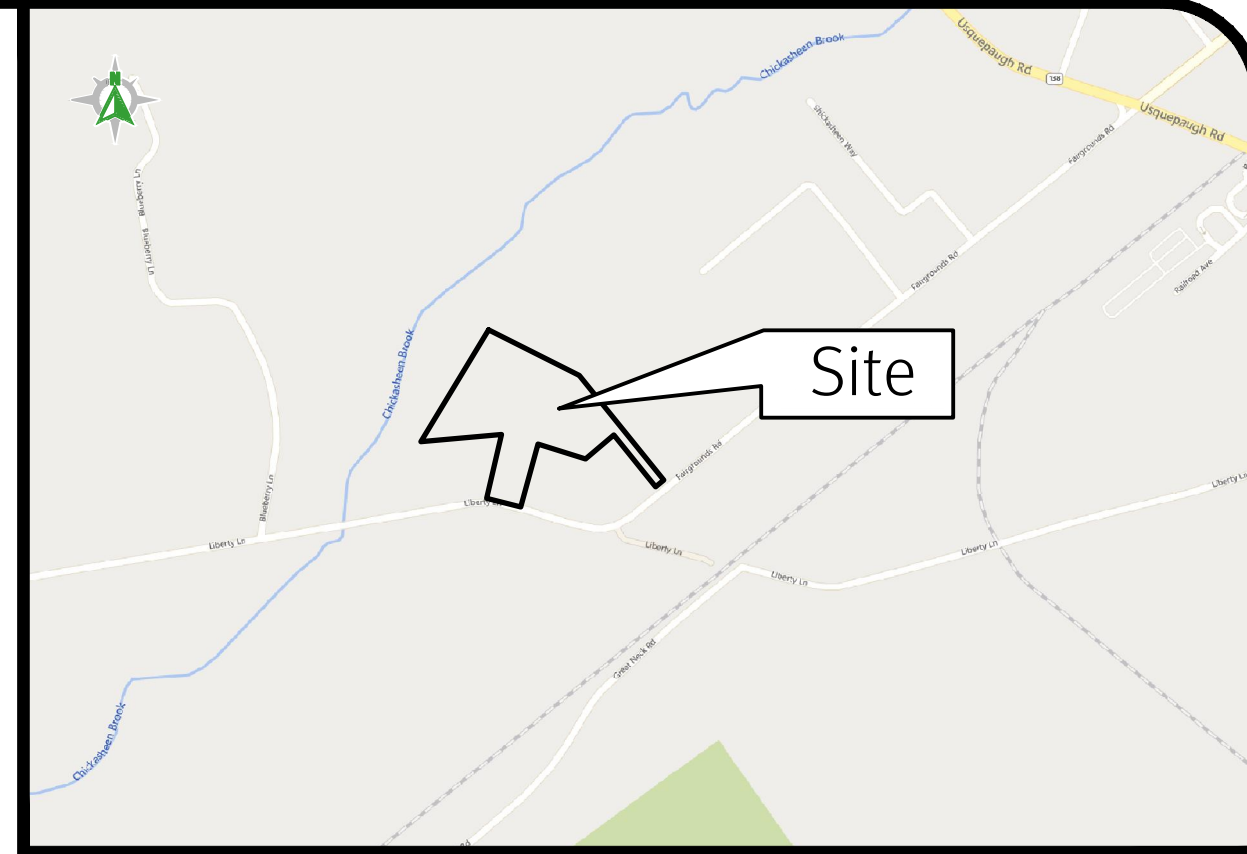 N
Chickasheen Brook
Usquepaugh Rd
138
Usquepaugh Rd
Chickasheen Way
Fairgrounds Rd
Blueberry Ln
Blueberry Ln
Fairgrounds Rd
Railroad Ave
Chickasheen Brook
Site
Fairgrounds Rd
Blueberry Ln
Liberty Ln
Liberty Ln
Liberty Ln
Liberty Ln
Liberty Ln
Liberty Ln
Great Neck Rd
Chickasheen Brook
Rd